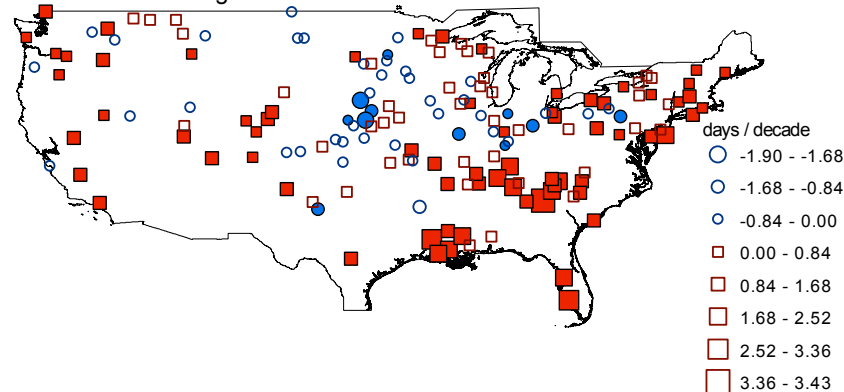 days / decade
-1.90 - -1.68
-1.68 - -0.84
-0.84 - 0.00
0.00 - 0.84
0.84 - 1.68
1.68 - 2.52
2.52 - 3.36
3.36 - 3.43